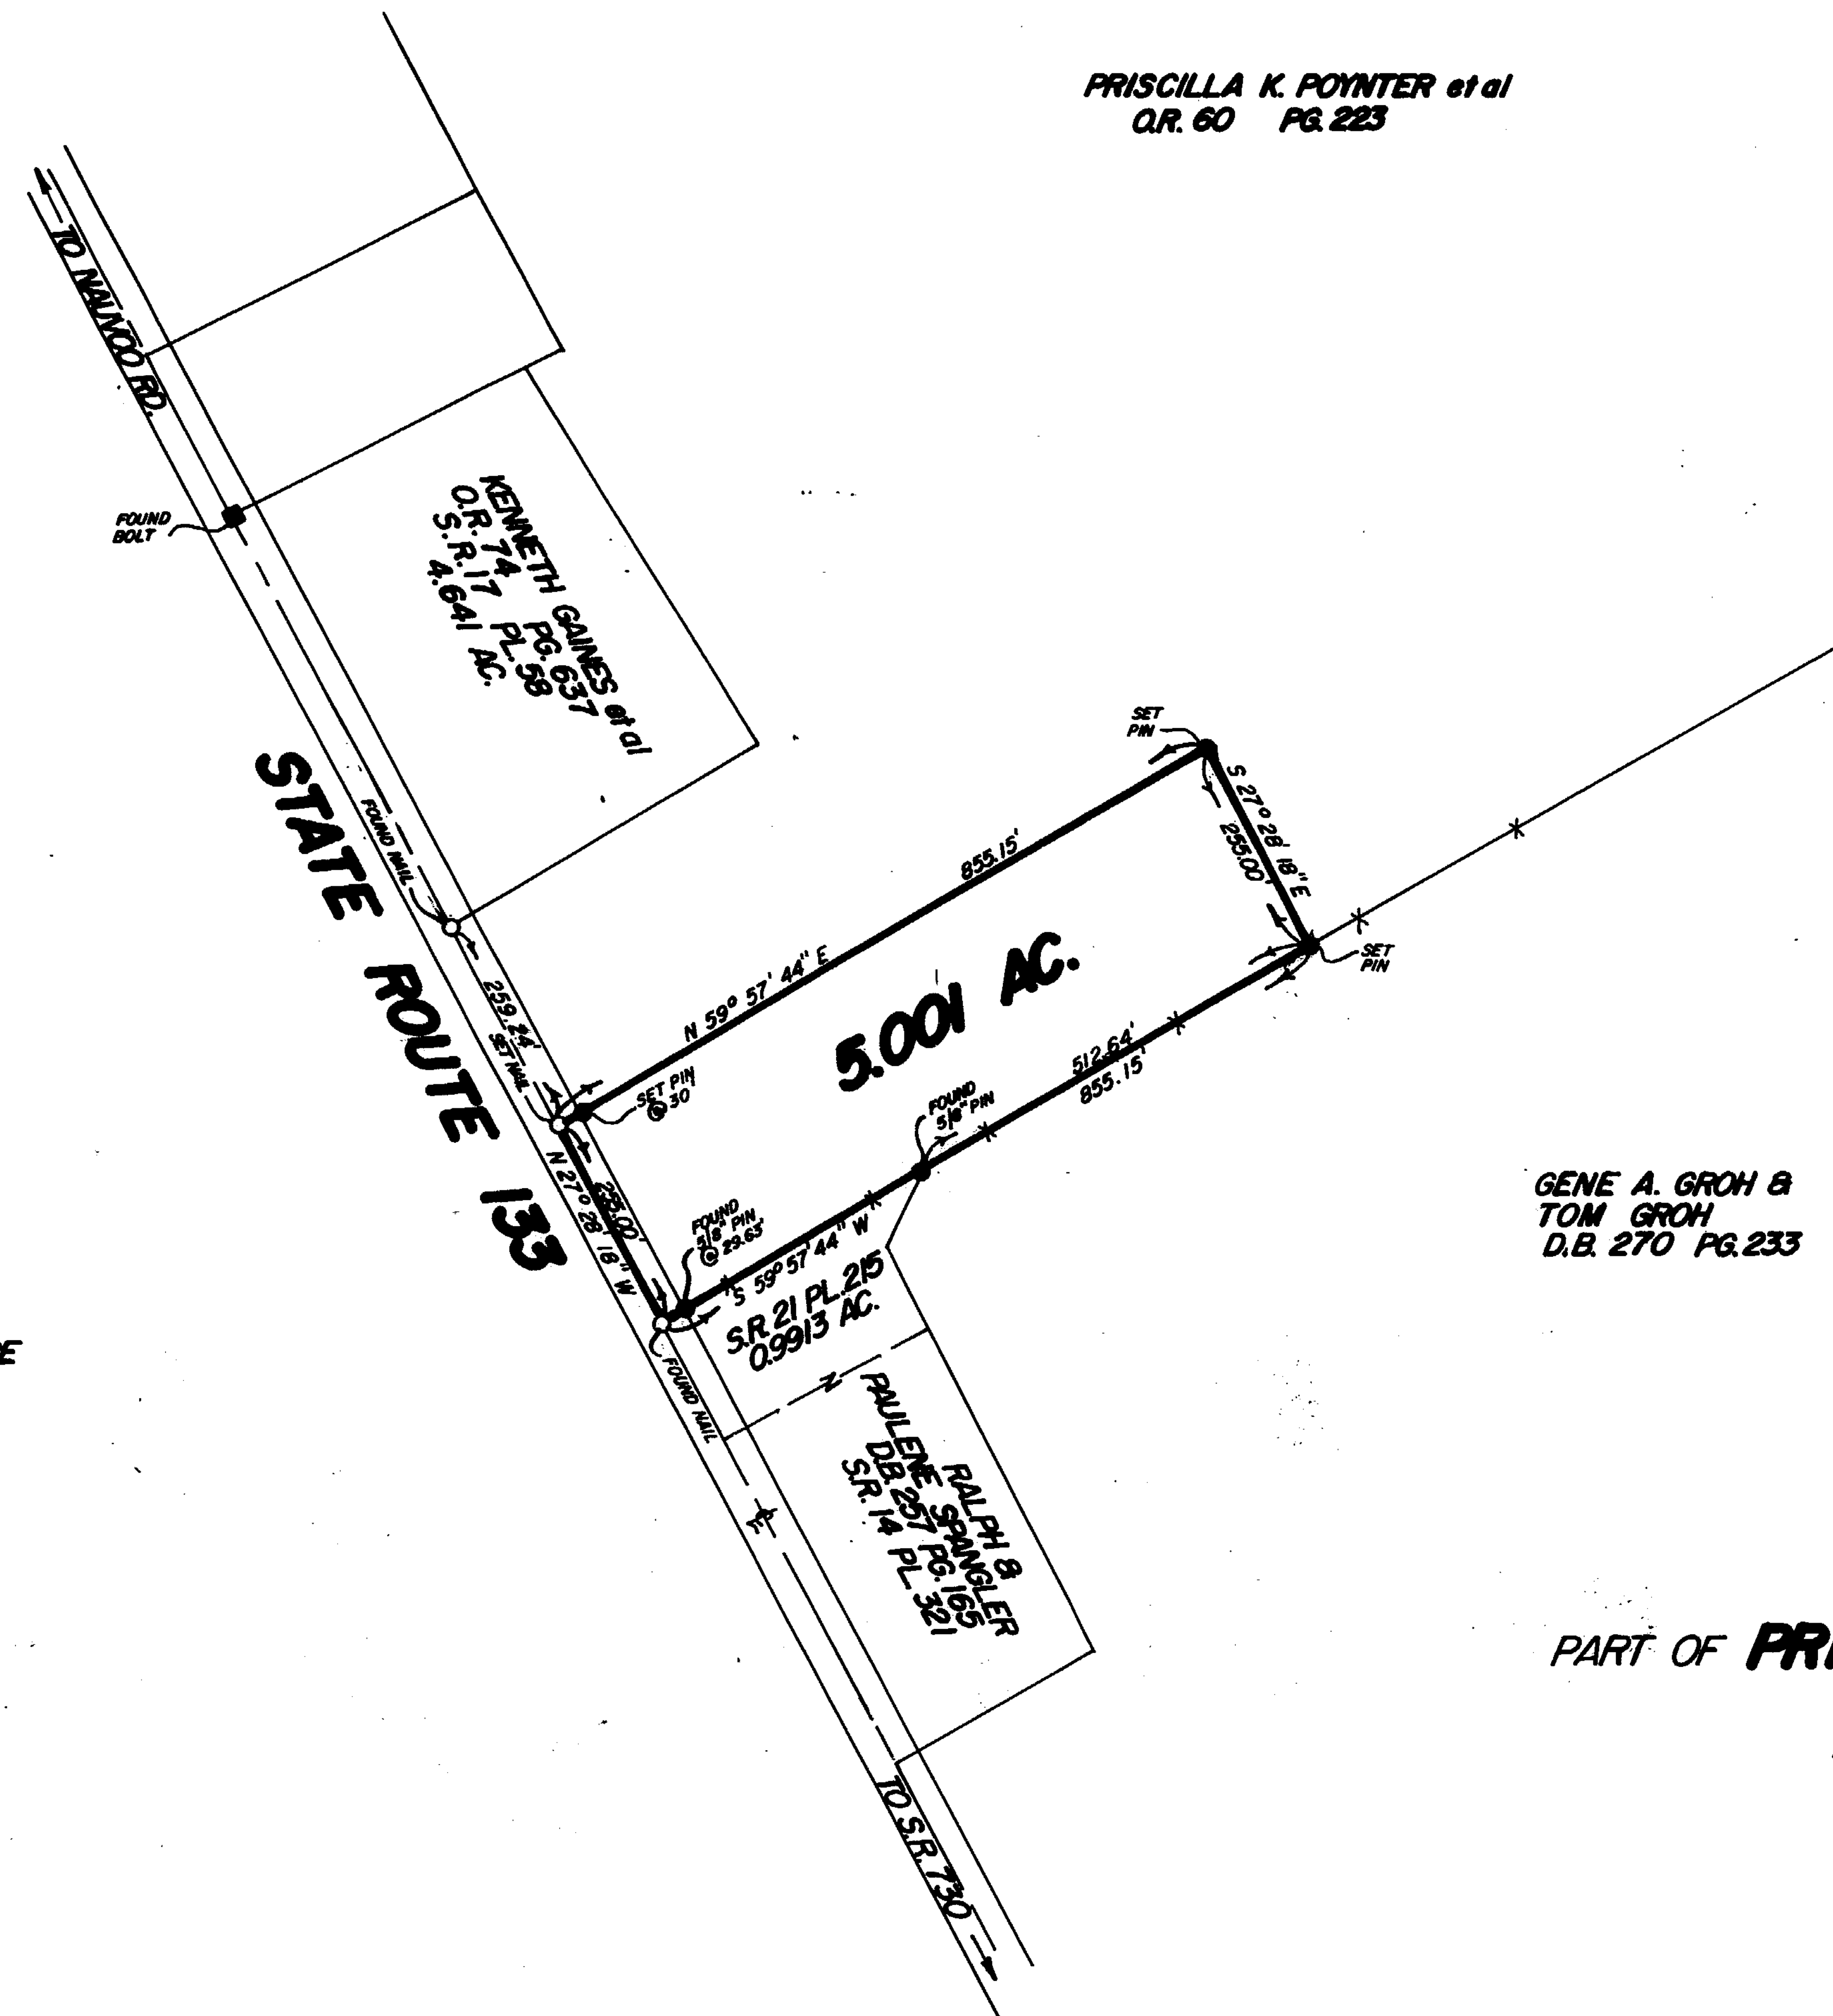 PRISCILLA K. POYNTER et al
O.R. 60 PG. 223
TO NAUVOO RD.
FOUND
BOLT
KENNETH GAINES et al
O.R. 74 PG. 637
S.R. 17 PL. 58
4.641 AC.
STATE ROUTE 133
FOUND NAIL
259.24'
SET NAIL
SET PIN
@ 30
N 59° 57' 44" E
855.15'
SET
PIN
S 27° 28' 18" E
255.00'
SET
PIN
5.001 AC.
512.64'
855.15'
FOUND
5/8" PIN
N 27° 28' 18" W
255.00'
FOUND
5/8" PIN
@ 29.63'
S 59° 57' 44" W
S.R. 21 PL. 215
0.9913 AC.
FOUND NAIL
GENE A. GROH &
TOM GROH
D.B. 270 PG. 233
RALPH &
PAULENE SPANGLER
D.B. 257 PG. 165
S.R. 14 PL. 321
PART OF PRI
TO S.R. 730